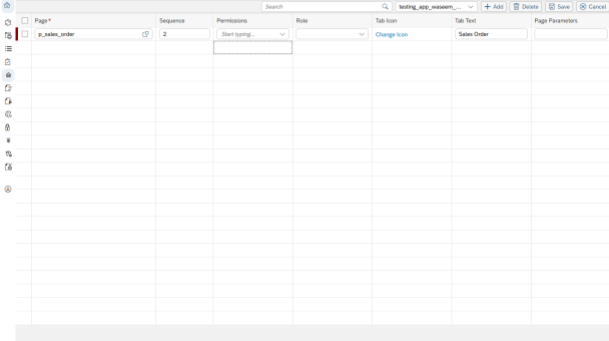 Search
testing_app_waseem_...
Add
Delete
Save
Cancel
Page*
Sequence
Permissions
Role
Tab Icon
Tab Text
Page Parameters
p_sales_order
2
Start typing...
Change Icon
Sales Order